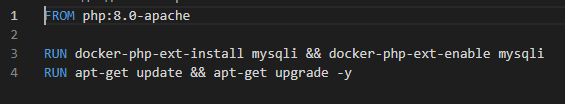 1 FROM php:8.0-apache
2
3 RUN docker-php-ext-install mysqli && docker-php-ext-enable mysqli
4 RUN apt-get update && apt-get upgrade -y